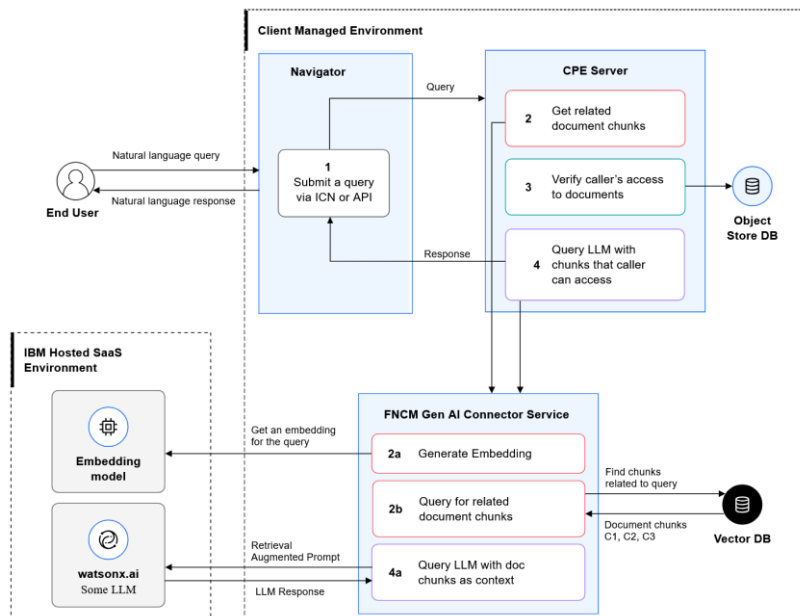 Client Managed Environment
Navigator
CPE Server
Query
2
Get related
document chunks
Natural language query
1
Submit a query
via ICN or API
3
Verify caller's access
to documents
Natural language response
End User
Object
Store DB
Response
4
Query LLM with
chunks that caller
can access
IBM Hosted SaaS
Environment
FNCM Gen AI Connector Service
Get an embedding
for the query
2a
Generate Embedding
Embedding
model
Find chunks
related to query
2b
Query for related
document chunks
Document chunks
C1, C2, C3
Vector DB
Retrieval
Augmented Prompt
4a
Query LLM with doc
chunks as context
watsonx.ai
Some LLM
LLM Response